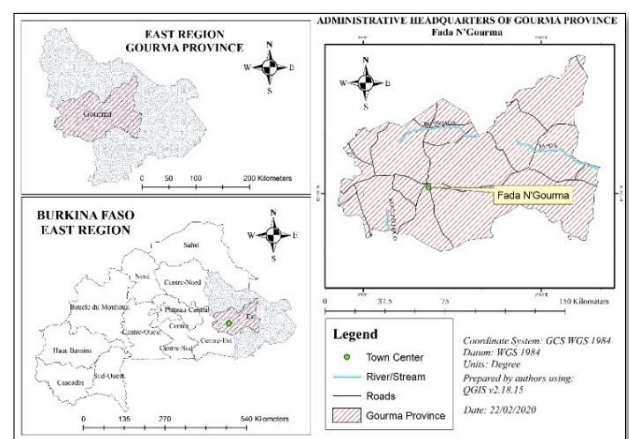 EAST REGION
GOURMA PROVINCE
N
W E
S
Gourma
0 50 100 200 Kilometers
BURKINA FASO
EAST REGION
N
W E
S
Sahel
Nord
Centre-Nord
Boucle du Mouhoun
Plateau-Central
Est
Centre
Centre-Ouest
Centre-Est
Centre-Sud
Haut-Bassins
Sud-Ouest
Cascades
0 135 270 540 Kilometers
ADMINISTRATIVE HEADQUARTERS OF GOURMA PROVINCE
Fada N'Gourma
N
W E
S
Fada N'Gourma
0 37.5 75 150 Kilometers
Legend
Town Center
River/Stream
Roads
Gourma Province
Coordinate System: GCS WGS 1984
Datum: WGS 1984
Units: Degree
Prepared by authors using:
QGIS v2.18.15
Date: 22/02/2020